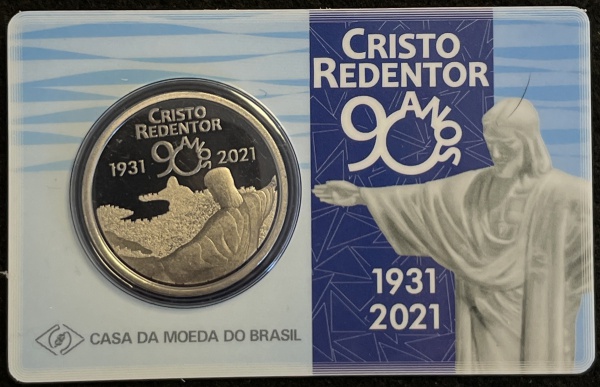 CRISTO
REDENTOR
90 ANOS
1931 2021
CRISTO
REDENTOR
90 ANOS
1931
2021
CASA DA MOEDA DO BRASIL